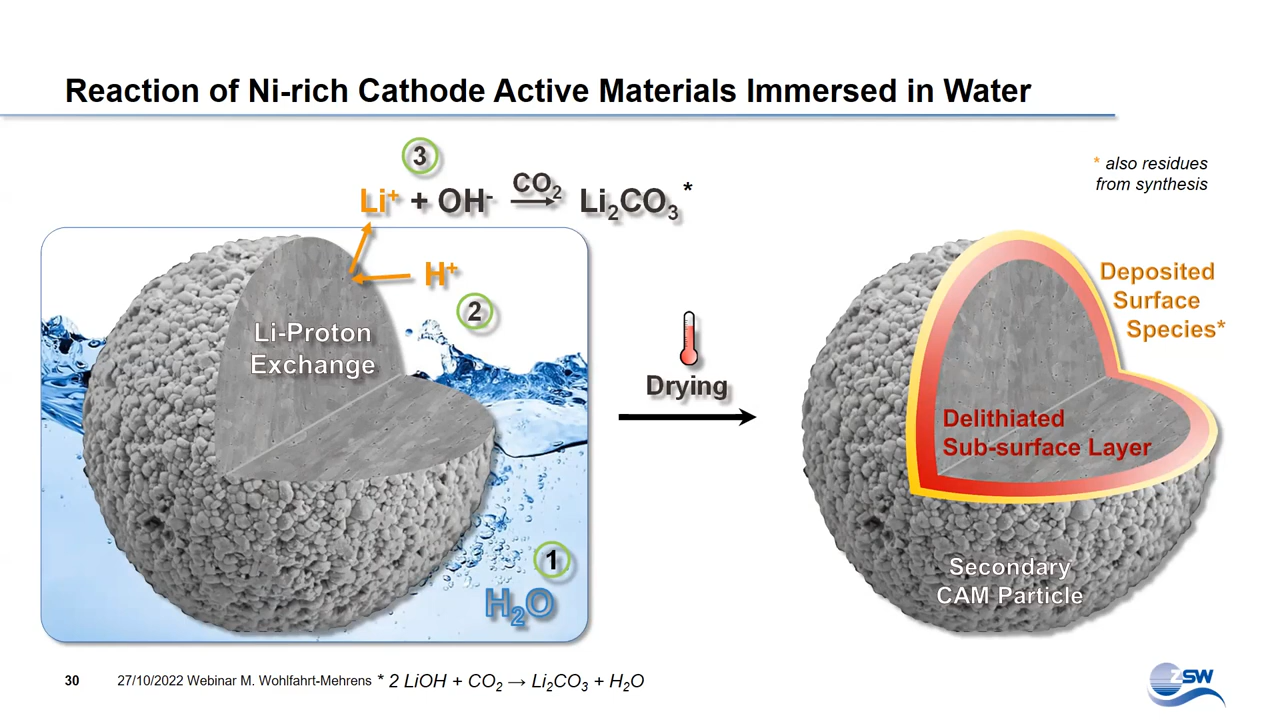 Reaction of Ni-rich Cathode Active Materials Immersed in Water
3
* also residues
from synthesis
Li⁺ + OH⁻ CO₂ → Li₂CO₃ *
H⁺
2
Li-Proton
Exchange
1
H₂O
Drying
Deposited
Surface
Species*
Delithiated
Sub-surface Layer
Secondary
CAM Particle
30 27/10/2022 Webinar M. Wohlfahrt-Mehrens * 2 LiOH + CO₂ → Li₂CO₃ + H₂O
ZSW